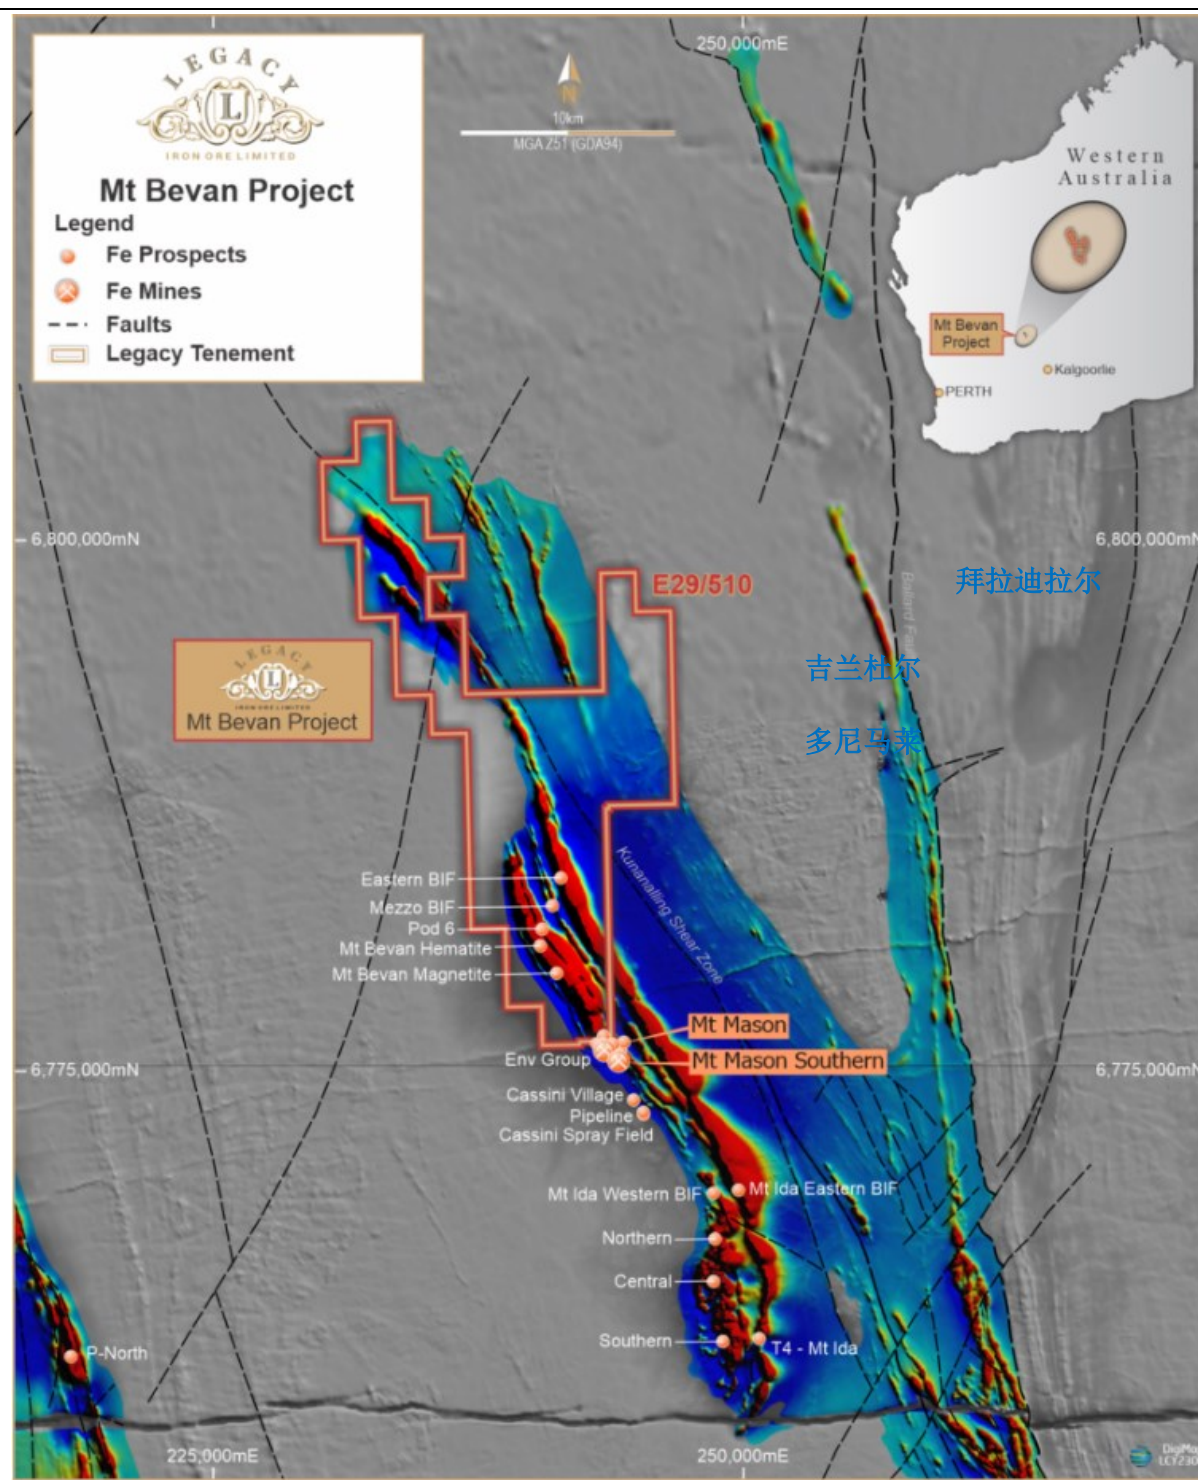 250,000mE
LEGACY
L
IRON ORE LIMITED
Mt Bevan Project
Legend
Fe Prospects
Fe Mines
Faults
Legacy Tenement
N
10km
MGA Z51 (GDA94)
Western
Australia
Mt Bevan
Project
Kalgoorlie
PERTH
6,800,000mN
6,800,000mN
拜拉迪拉尔
E29/510
吉兰杜尔
LEGACY
L
IRON ORE LIMITED
Mt Bevan Project
多尼马莱
Kunanalling Shear Zone
Eastern BIF
Mezzo BIF
Pod 6
Mt Bevan Hematite
Mt Bevan Magnetite
Mt Mason
Env Group
Mt Mason Southern
6,775,000mN
6,775,000mN
Cassini Village
Pipeline
Cassini Spray Field
Mt Ida Western BIF
Mt Ida Eastern BIF
Northern
Central
Southern
T4 - Mt Ida
P-North
225,000mE
250,000mE